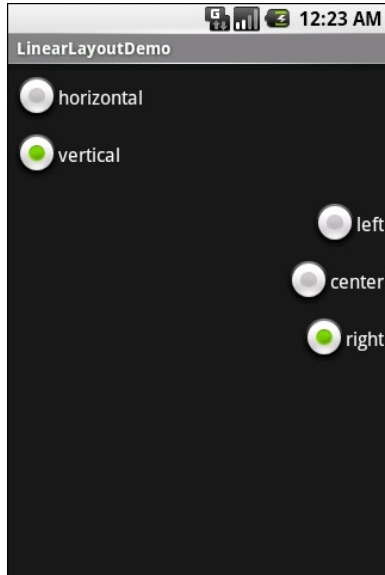 G 12:23 AM
LinearLayoutDemo
horizontal
vertical
left
center
right